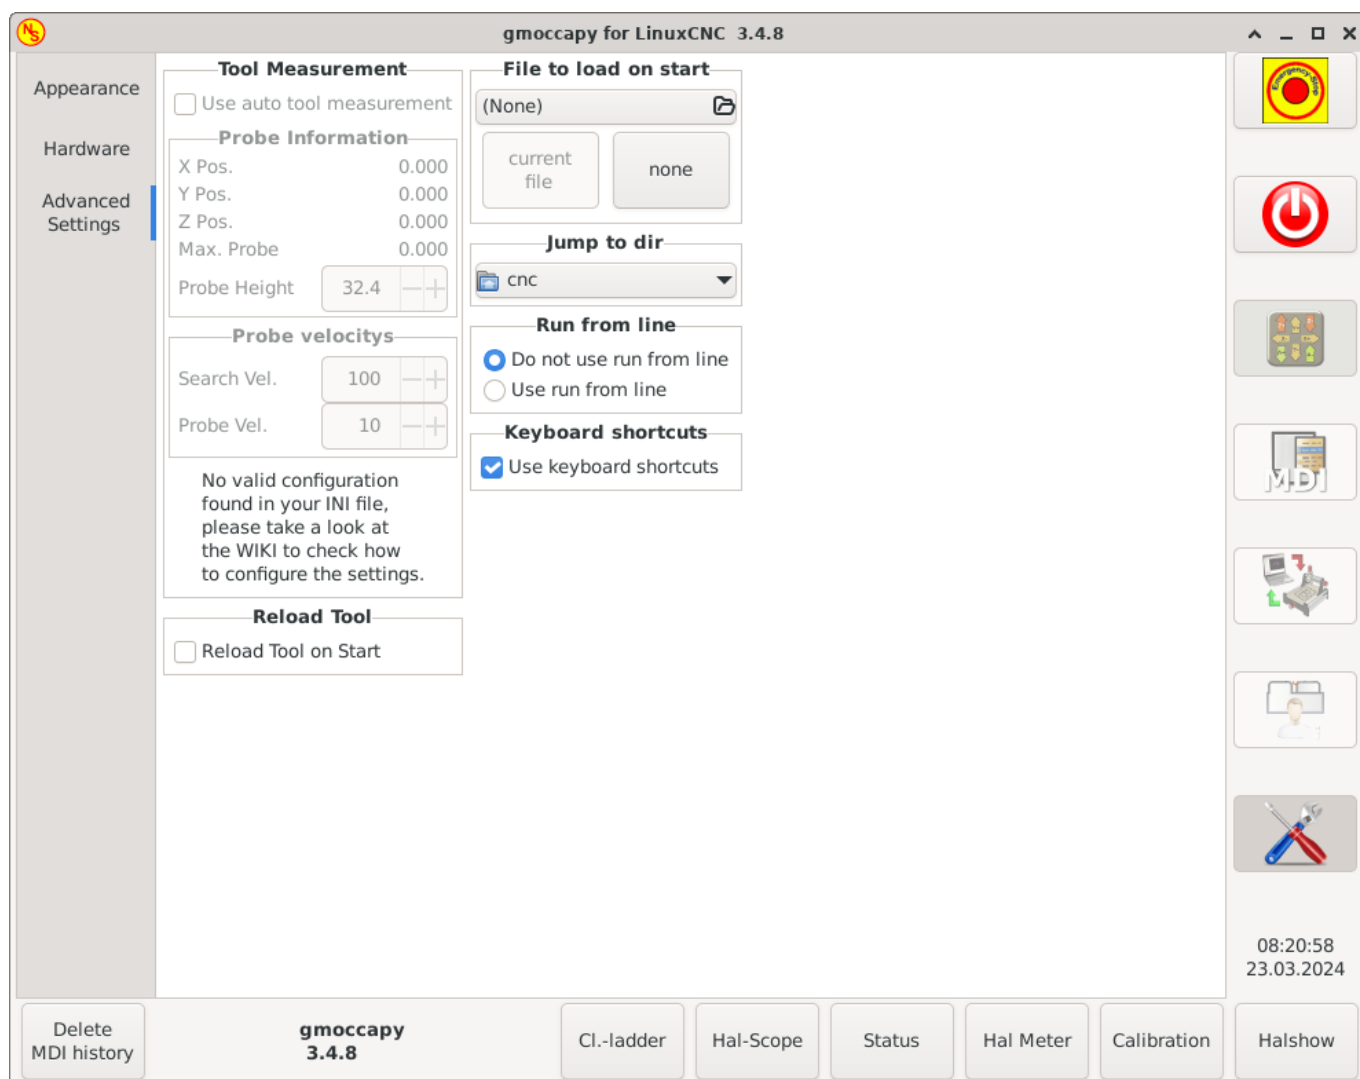 NS
gmoccapy for LinuxCNC 3.4.8
Appearance
Hardware
Advanced
Settings
Tool Measurement
Use auto tool measurement
Probe Information
X Pos. 0.000
Y Pos. 0.000
Z Pos. 0.000
Max. Probe 0.000
Probe Height 32.4
Probe velocitys
Search Vel. 100
Probe Vel. 10
No valid configuration
found in your INI file,
please take a look at
the WIKI to check how
to configure the settings.
Reload Tool
Reload Tool on Start
File to load on start
(None)
current
file
none
Jump to dir
cnc
Run from line
Do not use run from line
Use run from line
Keyboard shortcuts
Use keyboard shortcuts
Emergency-Stop
MDI
08:20:58
23.03.2024
Delete
MDI history
gmoccapy
3.4.8
Cl.-ladder
Hal-Scope
Status
Hal Meter
Calibration
Halshow